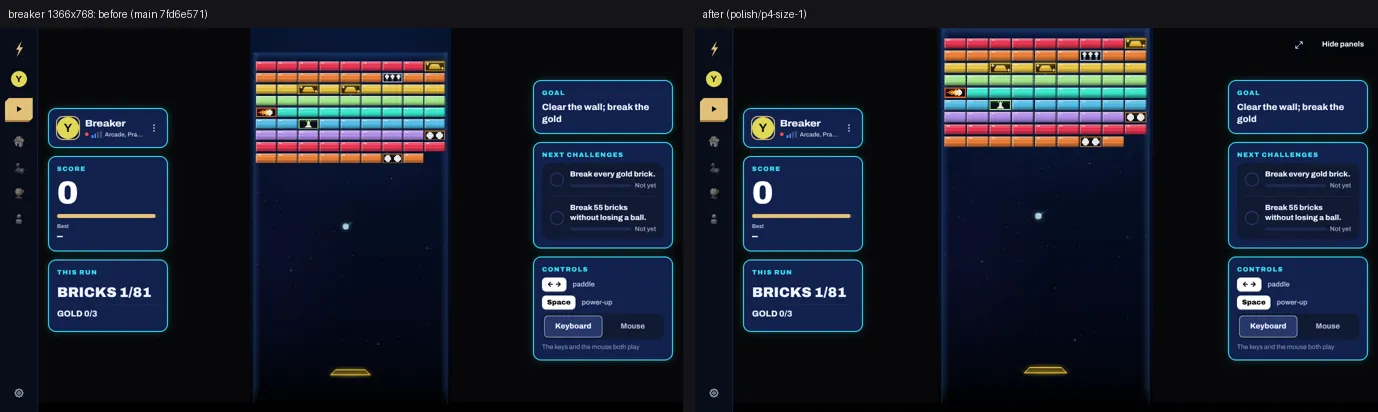 breaker 1366x768: before (main 7fd6e571)
Y
Y
Breaker
Arcade, Pra...
SCORE
0
Best
–
THIS RUN
BRICKS 1/81
GOLD 0/3
GOAL
Clear the wall; break the
gold
NEXT CHALLENGES
Break every gold brick.
Not yet
Break 55 bricks
without losing a ball.
Not yet
CONTROLS
← → paddle
Space power-up
Keyboard Mouse
The keys and the mouse both play
after (polish/p4-size-1)
Hide panels
Y
Y
Breaker
Arcade, Pra...
SCORE
0
Best
–
THIS RUN
BRICKS 1/81
GOLD 0/3
GOAL
Clear the wall; break the
gold
NEXT CHALLENGES
Break every gold brick.
Not yet
Break 55 bricks
without losing a ball.
Not yet
CONTROLS
← → paddle
Space power-up
Keyboard Mouse
The keys and the mouse both play